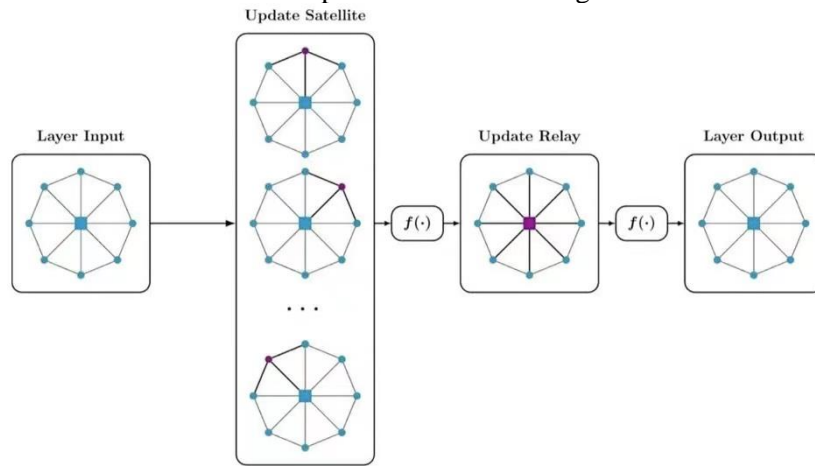 Update Satellite
Layer Input
Update Relay
Layer Output
f(·)
f(·)
· · ·